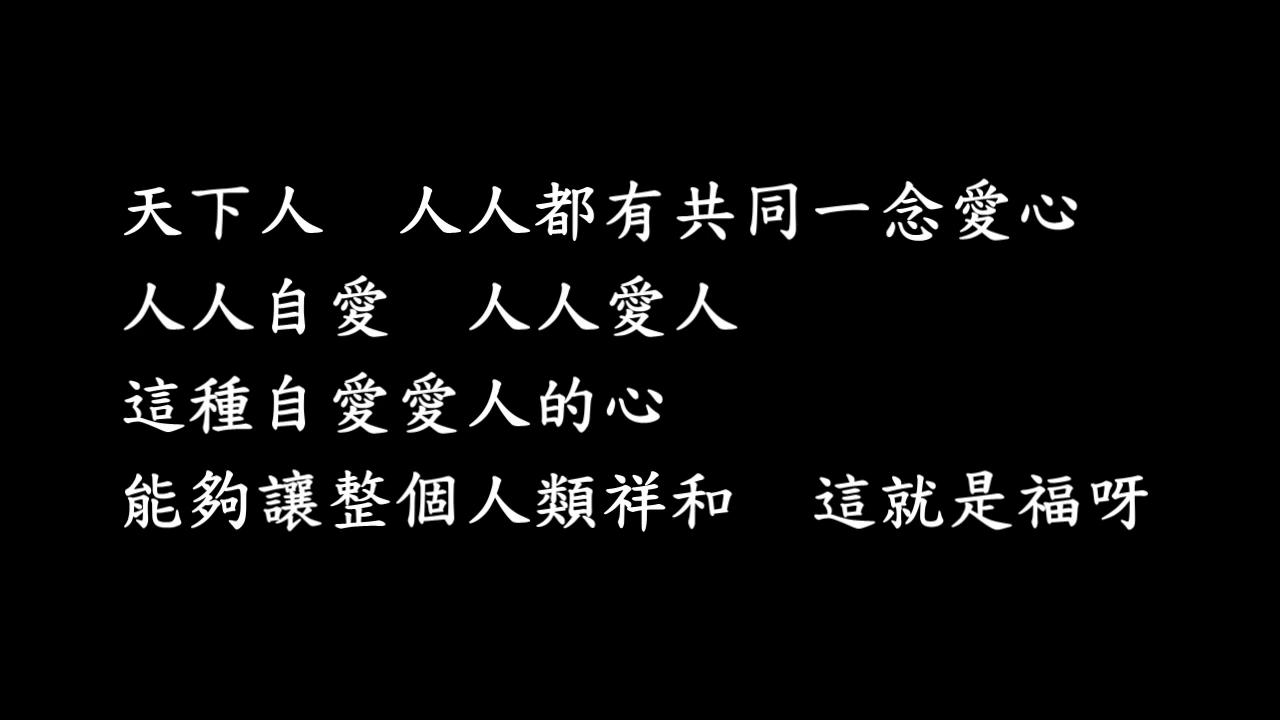 天下人　人人都有共同一念愛心
人人自愛　人人愛人
這種自愛愛人的心
能夠讓整個人類祥和　這就是福呀